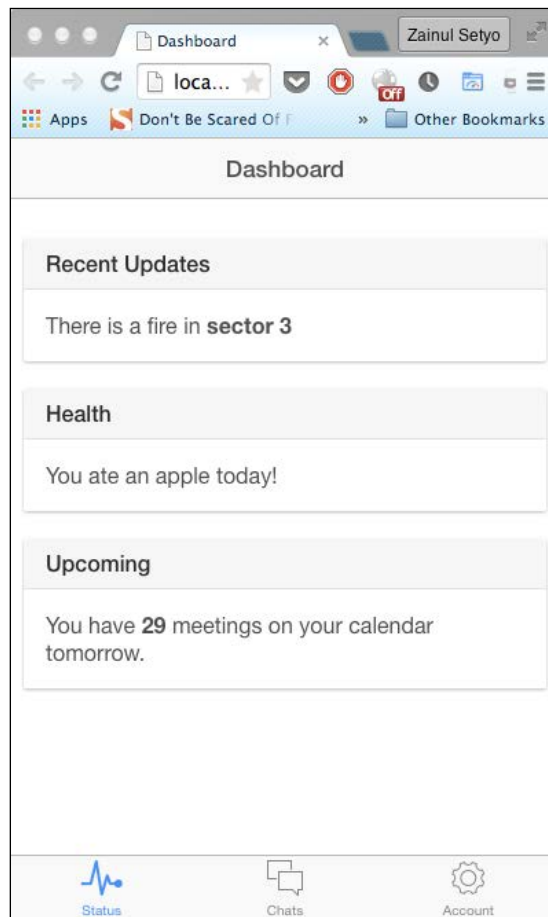 Dashboard
Zainul Setyo
loca...
Off
Apps
Don't Be Scared Of F
»
Other Bookmarks
Dashboard
Recent Updates
There is a fire in sector 3
Health
You ate an apple today!
Upcoming
You have 29 meetings on your calendar
tomorrow.
Status
Chats
Account